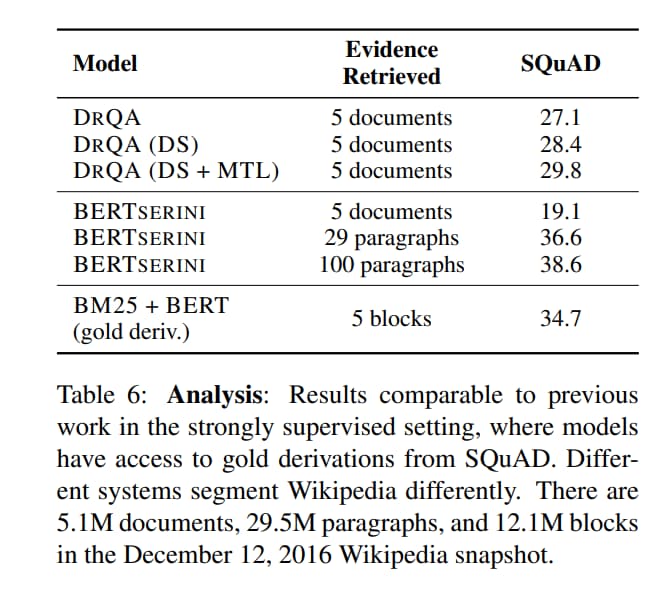 Model Evidence Retrieved SQuAD
DRQA 5 documents 27.1
DRQA (DS) 5 documents 28.4
DRQA (DS + MTL) 5 documents 29.8
BERTSERINI 5 documents 19.1
BERTSERINI 29 paragraphs 36.6
BERTSERINI 100 paragraphs 38.6
BM25 + BERT
(gold deriv.) 5 blocks 34.7
Table 6: Analysis: Results comparable to previous
work in the strongly supervised setting, where models
have access to gold derivations from SQuAD. Differ-
ent systems segment Wikipedia differently. There are
5.1M documents, 29.5M paragraphs, and 12.1M blocks
in the December 12, 2016 Wikipedia snapshot.